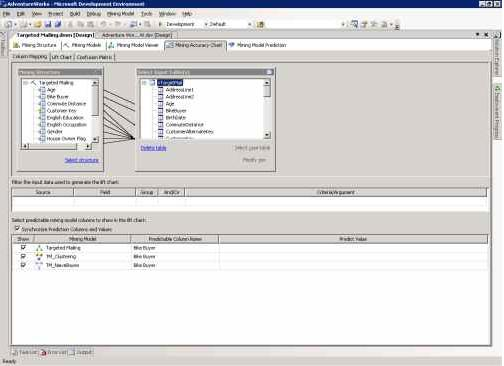 AdventureWorks - Microsoft Development Environment
File Edit View Project Build Debug Mining Model Tools Window Help
Development Default
Targeted Mailing.dmm [Design]
Mining Structure Mining Models Mining Model Viewer Mining Accuracy Chart Mining Model Prediction
Column Mapping Lift Chart Confusion Matrix
Mining Structure
Targeted Mailing
Age
Bike Buyer
Commute Distance
Customer Key
English Education
English Occupation
Gender
House Owner Flag
Select structure
Select Input Table(s)
vTargetMail
AddressLine1
AddressLine2
Age
BikeBuyer
BirthDate
CommuteDistance
CustomerAlternateKey
CustomerKey
Delete table
Select case table
Modify join
Filter the input data used to generate the lift chart:
Source Field Group And/Or Criteria/Argument
Select predictable mining model columns to show in the lift chart:
Synchronize Prediction Columns and Values
Show Mining Model Predictable Column Name Predict Value
Targeted Mailing Bike Buyer
TM_Clustering Bike Buyer
TM_NaiveBayes Bike Buyer
Solution Explorer
Deployment Progress
Toolbox
Task List Error List Output
Ready